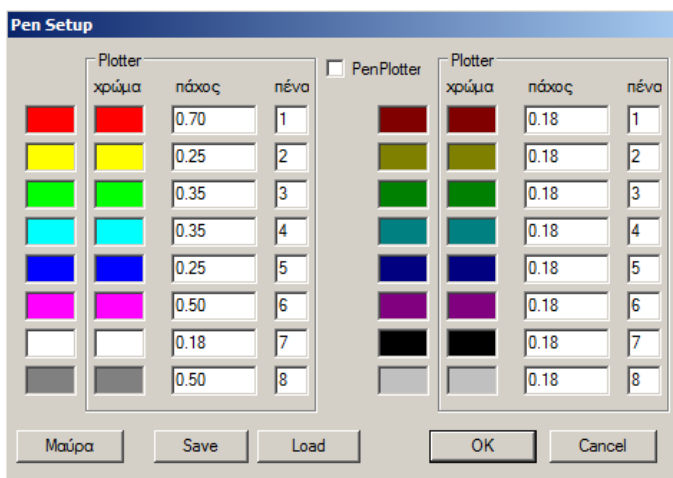 Pen Setup
Plotter PenPlotter Plotter
χρώμα πάχος πένα χρώμα πάχος πένα
0.70 1 0.18 1
0.25 2 0.18 2
0.35 3 0.18 3
0.35 4 0.18 4
0.25 5 0.18 5
0.50 6 0.18 6
0.18 7 0.18 7
0.50 8 0.18 8
Μαύρα Save Load OK Cancel